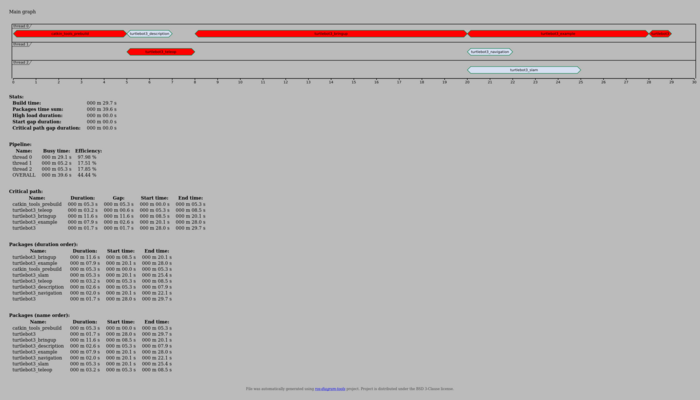 Main graph
thread 0
catkin_tools_prebuild
turtlebot3_description
turtlebot3_bringup
turtlebot3_example
turtlebot3
thread 1
turtlebot3_teleop
turtlebot3_navigation
thread 2
turtlebot3_slam
0 1 2 3 4 5 6 7 8 9 10 11 12 13 14 15 16 17 18 19 20 21 22 23 24 25 26 27 28 29 30
Stats:
Build time: 000 m 29.7 s
Packages time sum: 000 m 39.6 s
High load duration: 000 m 00.0 s
Start gap duration: 000 m 00.0 s
Critical path gap duration: 000 m 00.0 s
Pipeline:
Name: Busy time: Efficiency:
thread 0 000 m 29.1 s 97.98 %
thread 1 000 m 05.2 s 17.51 %
thread 2 000 m 05.3 s 17.85 %
OVERALL 000 m 39.6 s 44.44 %
Critical path:
Name: Duration: Gap: Start time: End time:
catkin_tools_prebuild 000 m 05.3 s 000 m 05.3 s 000 m 00.0 s 000 m 05.3 s
turtlebot3_teleop 000 m 03.2 s 000 m 00.6 s 000 m 05.3 s 000 m 08.5 s
turtlebot3_bringup 000 m 11.6 s 000 m 11.6 s 000 m 08.5 s 000 m 20.1 s
turtlebot3_example 000 m 07.9 s 000 m 02.6 s 000 m 20.1 s 000 m 28.0 s
turtlebot3 000 m 01.7 s 000 m 01.7 s 000 m 28.0 s 000 m 29.7 s
Packages (duration order):
Name: Duration: Start time: End time:
turtlebot3_bringup 000 m 11.6 s 000 m 08.5 s 000 m 20.1 s
turtlebot3_example 000 m 07.9 s 000 m 20.1 s 000 m 28.0 s
catkin_tools_prebuild 000 m 05.3 s 000 m 00.0 s 000 m 05.3 s
turtlebot3_slam 000 m 05.3 s 000 m 20.1 s 000 m 25.4 s
turtlebot3_teleop 000 m 03.2 s 000 m 05.3 s 000 m 08.5 s
turtlebot3_description 000 m 02.6 s 000 m 05.3 s 000 m 07.9 s
turtlebot3_navigation 000 m 02.0 s 000 m 20.1 s 000 m 22.1 s
turtlebot3 000 m 01.7 s 000 m 28.0 s 000 m 29.7 s
Packages (name order):
Name: Duration: Start time: End time:
catkin_tools_prebuild 000 m 05.3 s 000 m 00.0 s 000 m 05.3 s
turtlebot3 000 m 01.7 s 000 m 28.0 s 000 m 29.7 s
turtlebot3_bringup 000 m 11.6 s 000 m 08.5 s 000 m 20.1 s
turtlebot3_description 000 m 02.6 s 000 m 05.3 s 000 m 07.9 s
turtlebot3_example 000 m 07.9 s 000 m 20.1 s 000 m 28.0 s
turtlebot3_navigation 000 m 02.0 s 000 m 20.1 s 000 m 22.1 s
turtlebot3_slam 000 m 05.3 s 000 m 20.1 s 000 m 25.4 s
turtlebot3_teleop 000 m 03.2 s 000 m 05.3 s 000 m 08.5 s
File was automatically generated using project. Project is distributed under the BSD 3-Clause license.